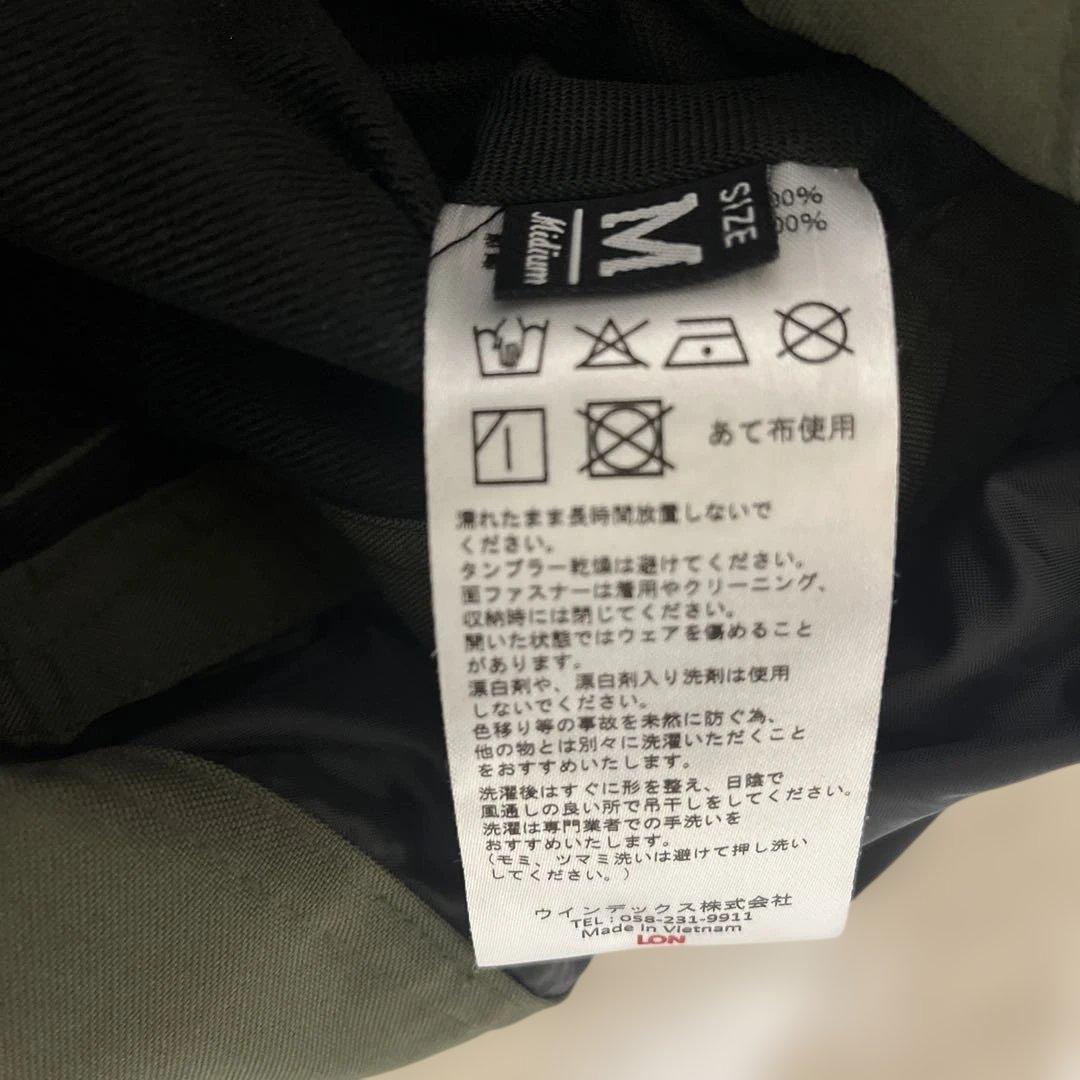 SIZE
M
Midium
00%
00%
あて布使用
濡れたまま長時間放置しないで
ください。
タンブラー乾燥は避けてください。
面ファスナーは着用やクリーニング、
収納時には閉じてください。
開いた状態ではウェアを傷めること
があります。
漂白剤や、漂白剤入り洗剤は使用
しないでください。
色移り等の事故を未然に防ぐ為、
他の物とは別々に洗濯いただくこと
をおすすめいたします。
洗濯後はすぐに形を整え、日陰で
風通しの良い所で吊干しをしてください。
洗濯は専門業者での手洗いを
おすすめいたします。
(モミ、ツマミ洗いは避けて押し洗い
してください。)
ウインデックス株式会社
TEL：058-231-9911
Made in Vietnam
LON